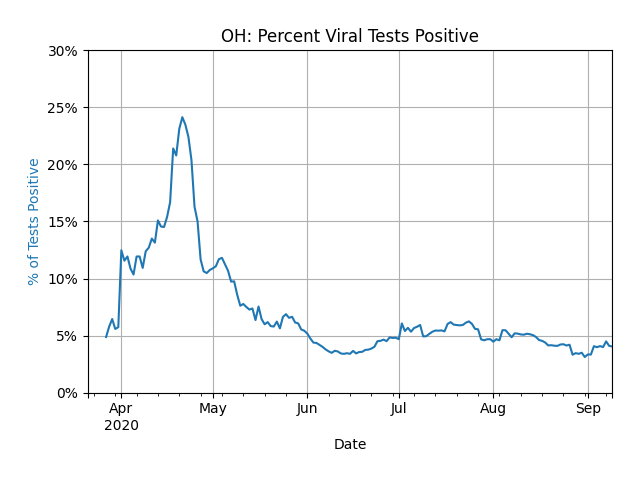 OH: Percent Viral Tests Positive
30%
25%
20%
15%
10%
5%
0%
% of Tests Positive
Apr May Jun Jul Aug Sep
2020
Date